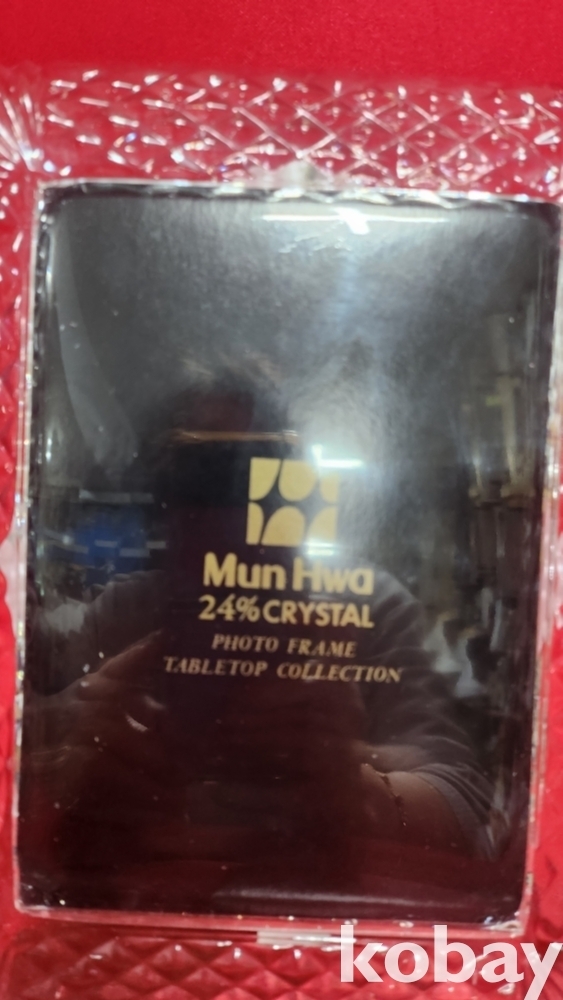 Mun Hwa
24% CRYSTAL
PHOTO FRAME
TABLETOP COLLECTION
kobay